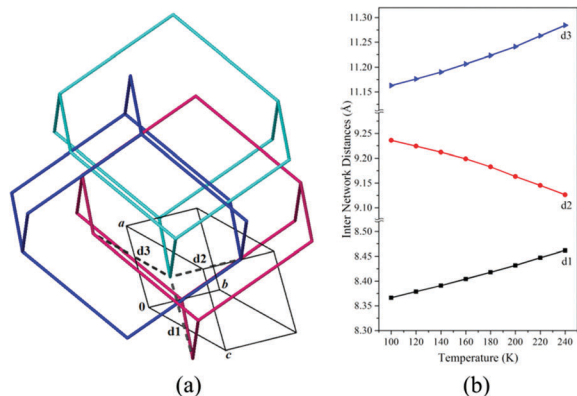 a
d3
d2
b
0
d1
c
(a)
11.30
11.25
11.20
11.15
9.25
9.20
9.15
9.10
8.50
8.45
8.40
8.35
8.30
Inter Network Distances (Å)
d3
d2
d1
100 120 140 160 180 200 220 240
Temperature (K)
(b)